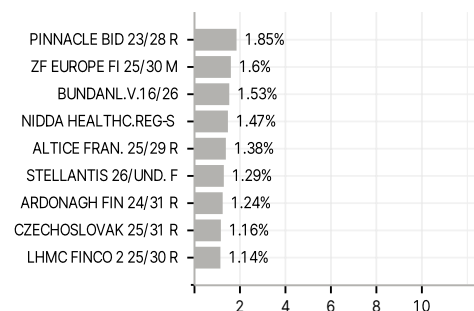 PINNACLE BID 23/28 R 1.85%
ZF EUROPE FI 25/30 M 1.6%
BUNDANL.V.16/26 1.53%
NIDDA HEALTHC.REG-S 1.47%
ALTICE FRAN. 25/29 R 1.38%
STELLANTIS 26/UND. F 1.29%
ARDONAGH FIN 24/31 R 1.24%
CZECHOSLOVAK 25/31 R 1.16%
LHMC FINCO 2 25/30 R 1.14%
2 4 6 8 10